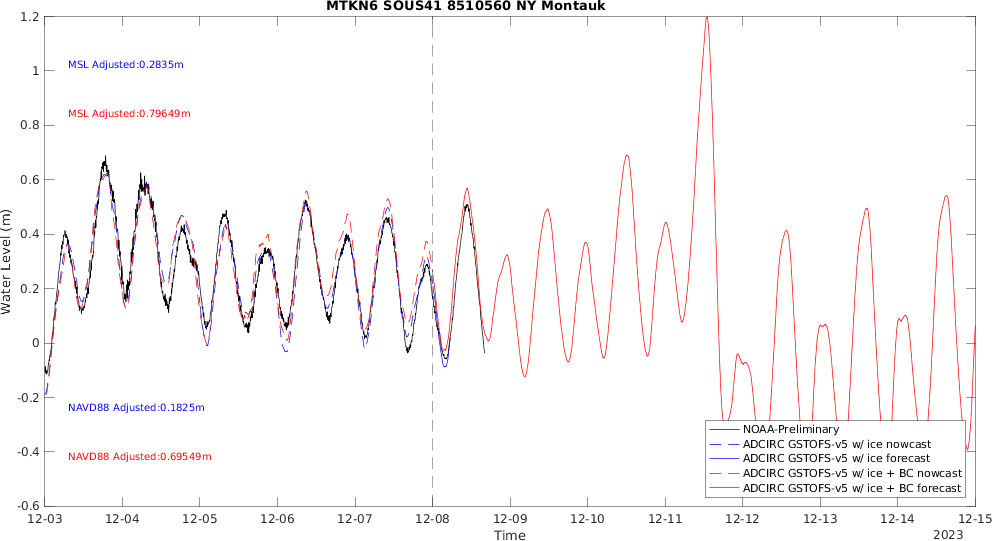 MTKN6 SOUS41 8510560 NY Montauk
1.2
1
0.8
0.6
0.4
0.2
0
-0.2
-0.4
-0.6
Water Level (m)
MSL Adjusted:0.2835m
MSL Adjusted:0.79649m
NAVD88 Adjusted:0.1825m
NAVD88 Adjusted:0.69549m
NOAA-Preliminary
ADCIRC GSTOFS-v5 w/ ice nowcast
ADCIRC GSTOFS-v5 w/ ice forecast
ADCIRC GSTOFS-v5 w/ ice + BC nowcast
ADCIRC GSTOFS-v5 w/ ice + BC forecast
12-03 12-04 12-05 12-06 12-07 12-08 12-09 12-10 12-11 12-12 12-13 12-14 12-15
Time
2023